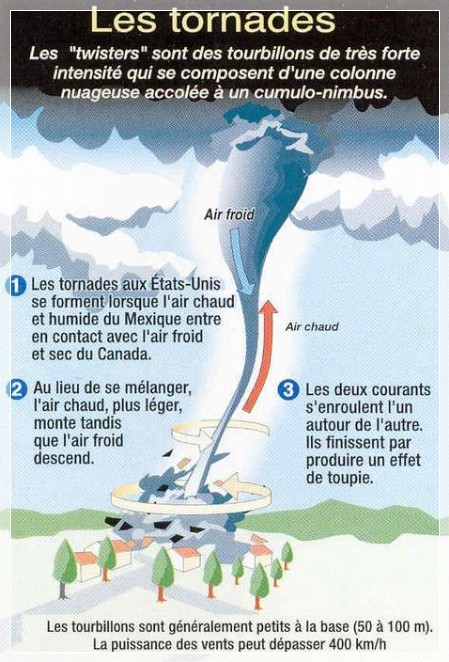 Les tornades
Les "twisters" sont des tourbillons de très forte
intensité qui se composent d'une colonne
nuageuse accolée à un cumulo-nimbus.
Air froid
1 Les tornades aux États-Unis
se forment lorsque l'air chaud
et humide du Mexique entre
en contact avec l'air froid
et sec du Canada.
Air chaud
2 Au lieu de se mélanger,
l'air chaud, plus léger,
monte tandis
que l'air froid
descend.
3 Les deux courants
s'enroulent l'un
autour de l'autre.
Ils finissent par
produire un effet
de toupie.
Les tourbillons sont généralement petits à la base (50 à 100 m).
La puissance des vents peut dépasser 400 km/h